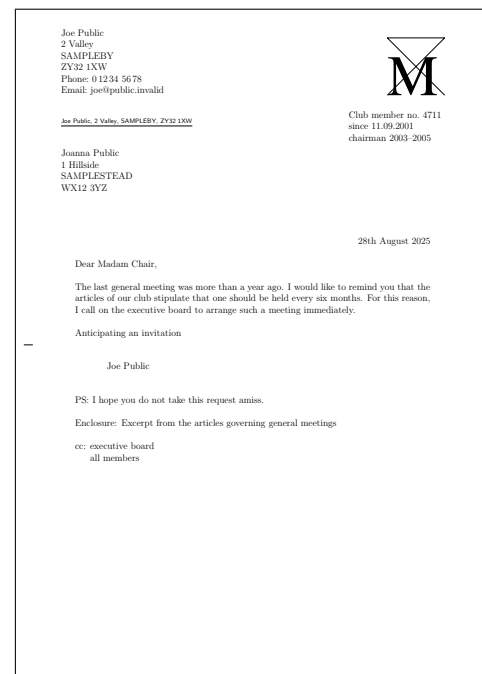 Joe Public
2 Valley
SAMPLEBY
ZY32 1XW
Phone: 0 12 34 56 78
Email: joe@public.invalid
M
Club member no. 4711
since 11.09.2001
chairman 2003–2005
Joe Public, 2 Valley, SAMPLEBY, ZY32 1XW
Joanna Public
1 Hillside
SAMPLESTEAD
WX12 3YZ
28th August 2025
Dear Madam Chair,
The last general meeting was more than a year ago. I would like to remind you that the
articles of our club stipulate that one should be held every six months. For this reason,
I call on the executive board to arrange such a meeting immediately.
Anticipating an invitation
Joe Public
PS: I hope you do not take this request amiss.
Enclosure: Excerpt from the articles governing general meetings
cc: executive board
all members